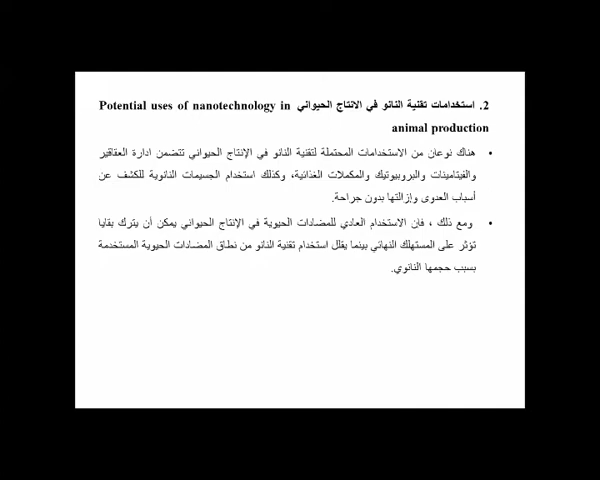 2. استخدامات تقنية النانو في الانتاج الحيواني Potential uses of nanotechnology in
animal production
• هناك نوعان من الاستخدامات المحتملة لتقنية النانو في الإنتاج الحيواني تتضمن ادارة العقاقير
والفيتامينات والبروبيوتيك والمكملات الغذائية، وكذلك استخدام الجسيمات النانوية للكشف عن
أسباب العدوى وإزالتها بدون جراحة.
• ومع ذلك ، فان الاستخدام العادي للمضادات الحيوية في الإنتاج الحيواني يمكن أن يترك بقايا
تؤثر على المستهلك النهائي بينما يقلل استخدام تقنية النانو من نطاق المضادات الحيوية المستخدمة
بسبب حجمها النانوي.